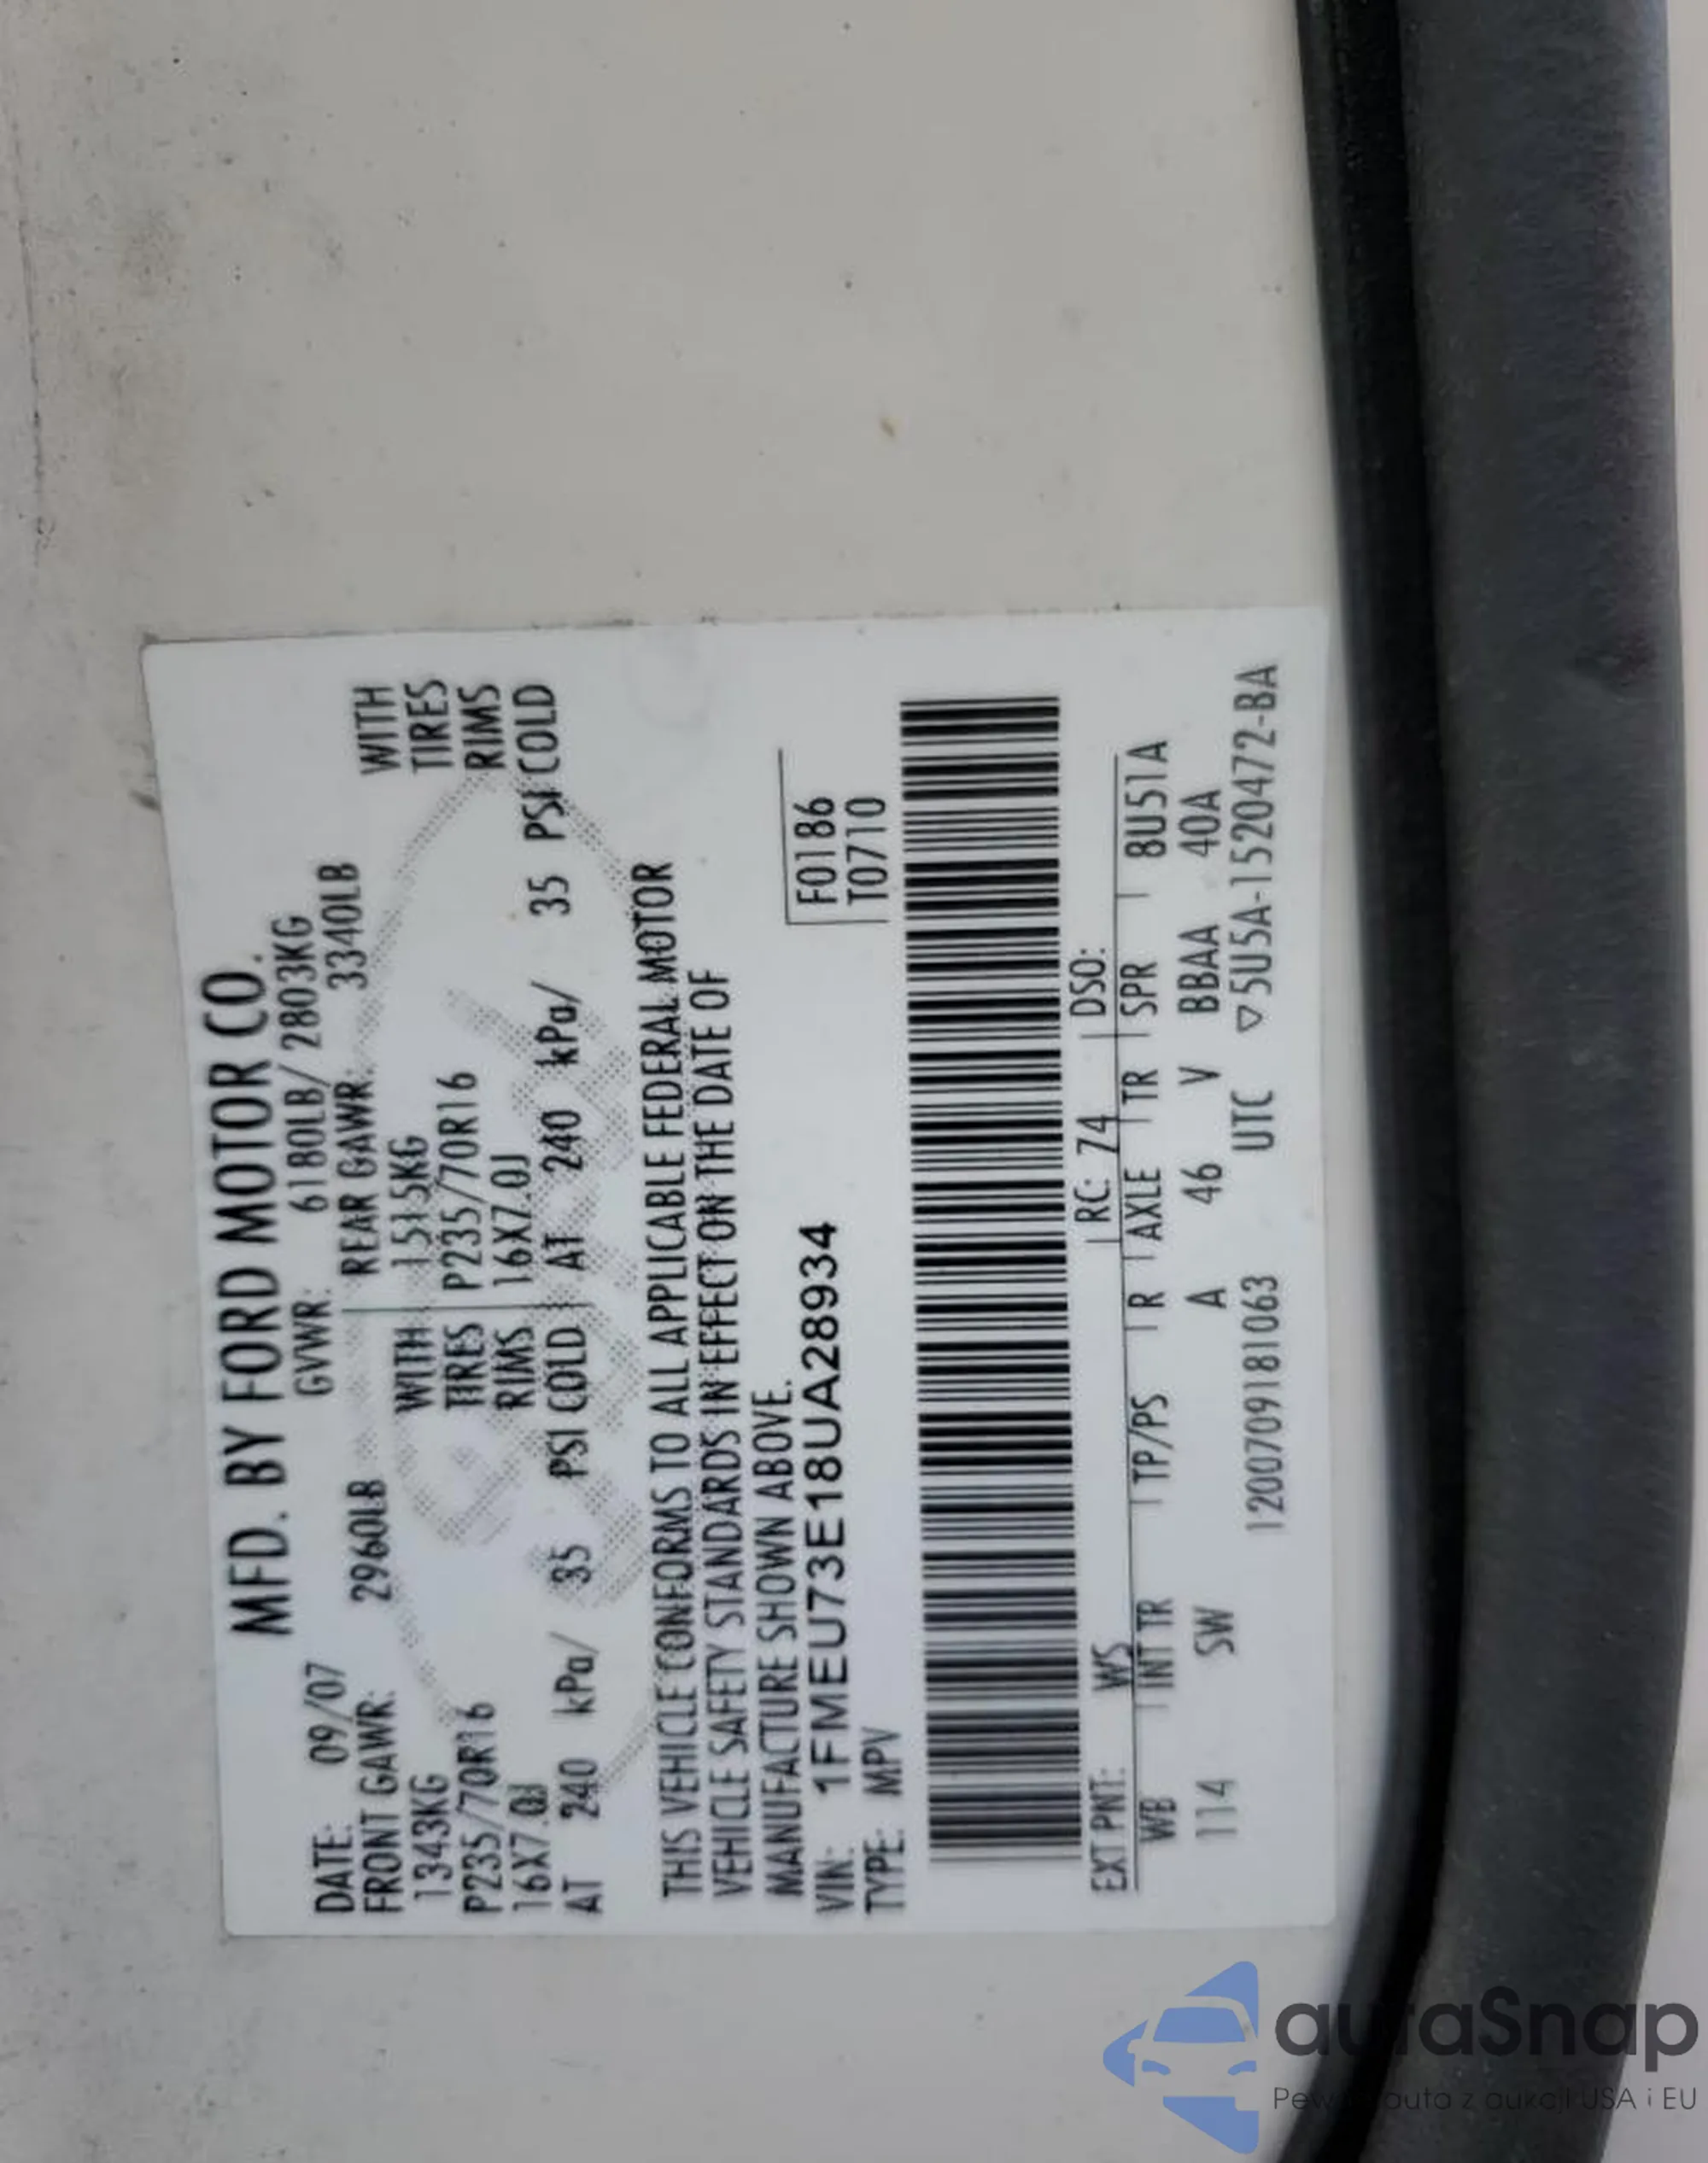 MFD. BY FORD MOTOR CO.
DATE: 09/07 GVWR: 6180LB/ 2803KG
FRONT GAWR: 2960LB REAR GAWR: 3340LB
1343KG WITH 1515KG WITH
P235/70R16 TIRES P235/70R16 TIRES
16X7.0J RIMS 16X7.0J RIMS
AT 240 kPa/ 35 PSI COLD AT 240 kPa/ 35 PSI COLD
THIS VEHICLE CONFORMS TO ALL APPLICABLE FEDERAL MOTOR
VEHICLE SAFETY STANDARDS IN EFFECT ON THE DATE OF
MANUFACTURE SHOWN ABOVE.
VIN: 1FMEU73E18UA28934 F0186
TYPE: MPV T0710
EXT PNT: WS RC: 74 DSO:
WB INT TR TP/PS R AXLE TR SPR 8U51A
114 SW A 46 V BBAA 40A
1200709181063 UTC ▽5U5A-1520472-BA
autaSnap
auto z aukcji USA i EU